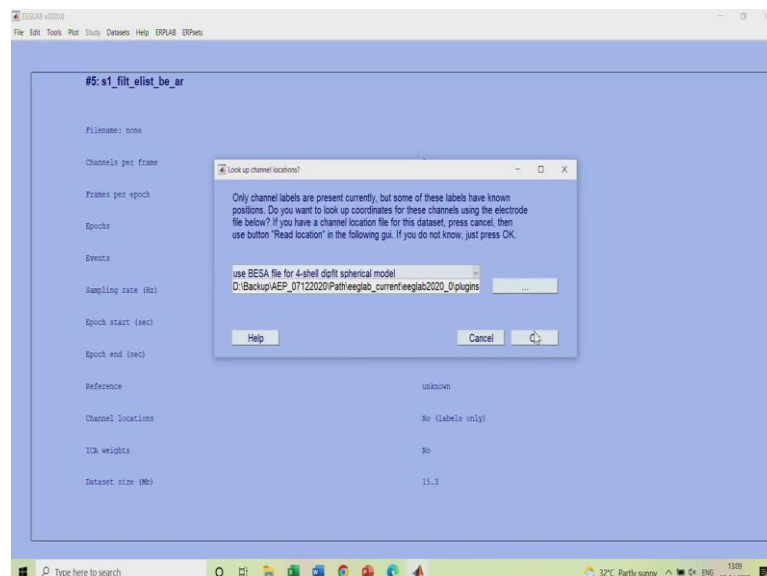 EEGLAB v2020.0
File Edit Tools Plot Study Datasets Help ERPLAB ERPsets
#5: s1_filt_elist_be_ar
Filename: none
Channels per frame
Frames per epoch
Epochs
Events
Sampling rate (Hz)
Epoch start (sec)
Epoch end (sec)
Reference unknown
Channel locations No (labels only)
ICA weights No
Dataset size (Mb) 15.3
Look up channel locations?
Only channel labels are present currently, but some of these labels have known
positions. Do you want to look up coordinates for these channels using the electrode
file below? If you have a channel location file for this dataset, press cancel, then
use button "Read location" in the following gui. If you do not know, just press OK.
use BESA file for 4-shell dipfit spherical model
D:\Backup\AEP_07122020\Path\eeglab_current\eeglab2020_0\plugins
...
Help Cancel
Type here to search
32°C Partly sunny ENG 13:09